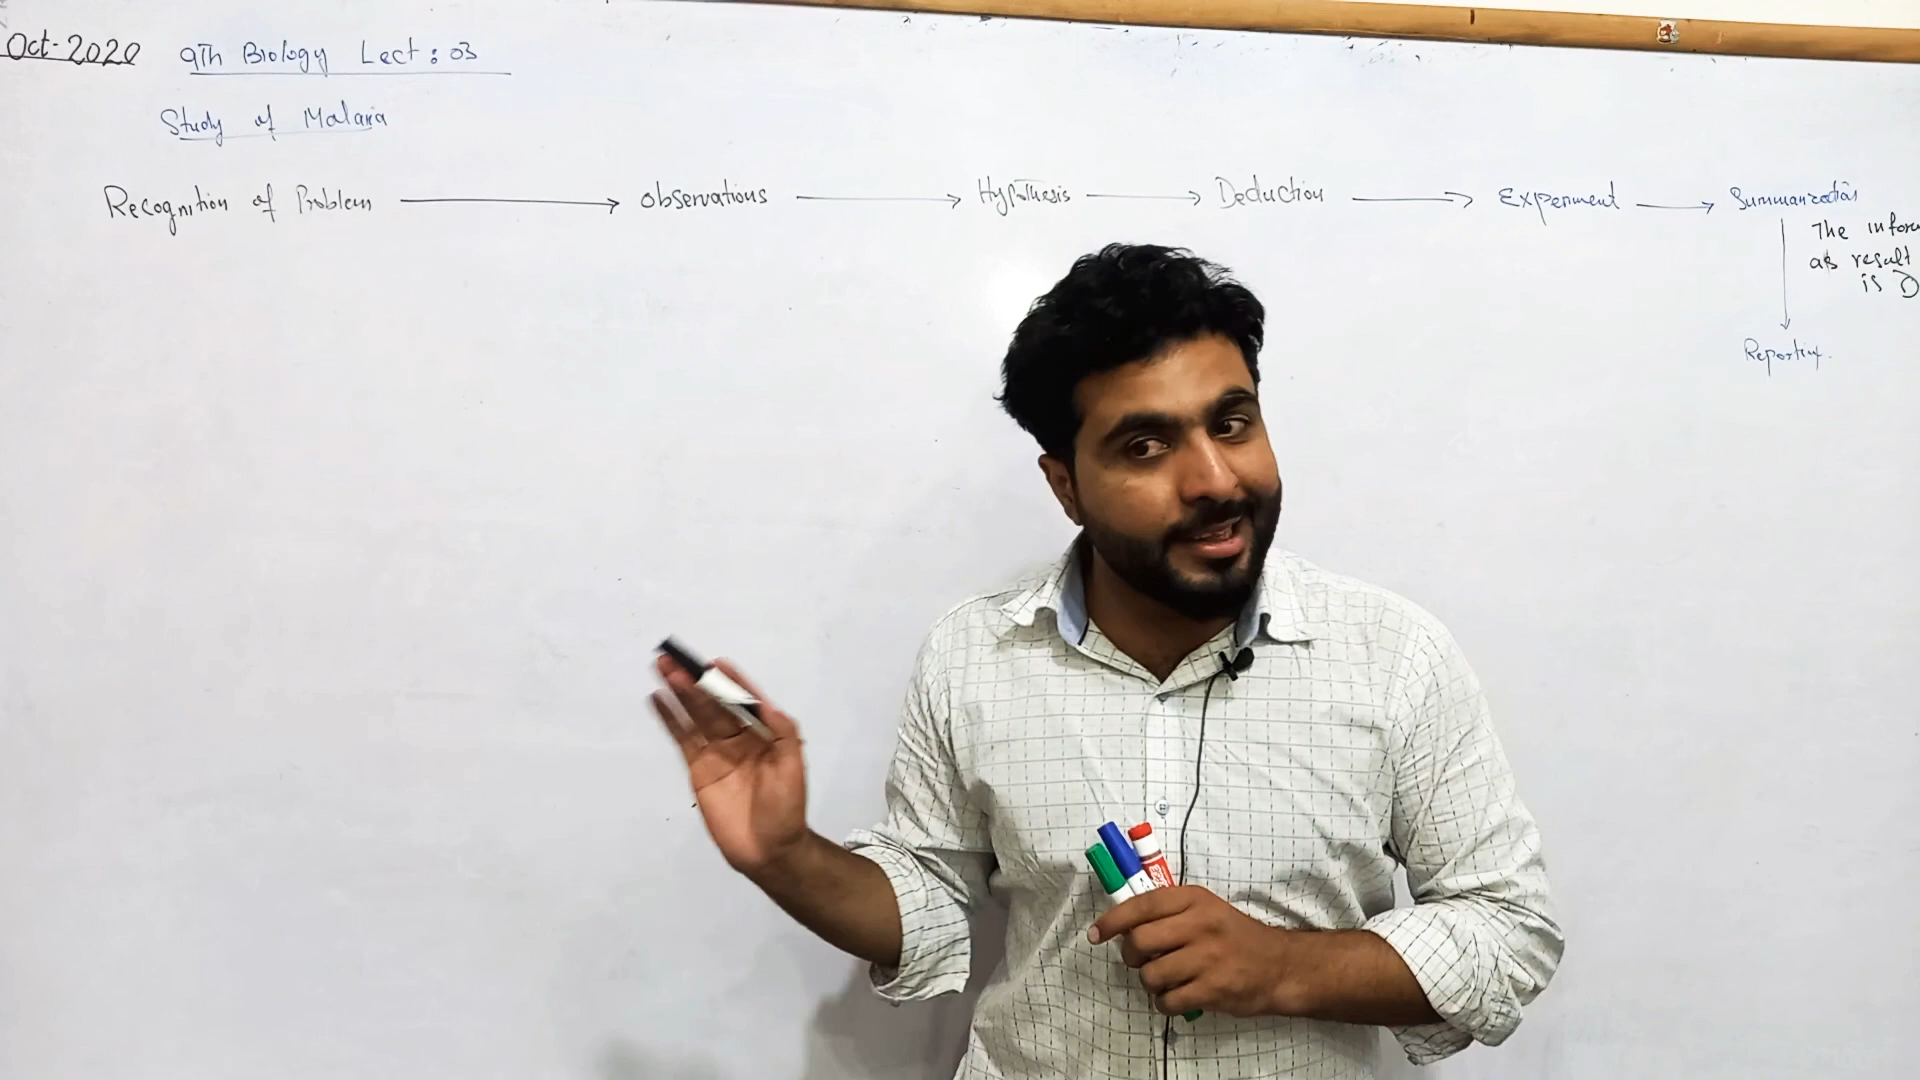 Oct-2020 9Th Biology Lect: 03
Study of Malaria
Recognition of Problem → Observations → Hypothesis → Deduction → Experiment → Summarization
The infor
as result
is D
Reporting.